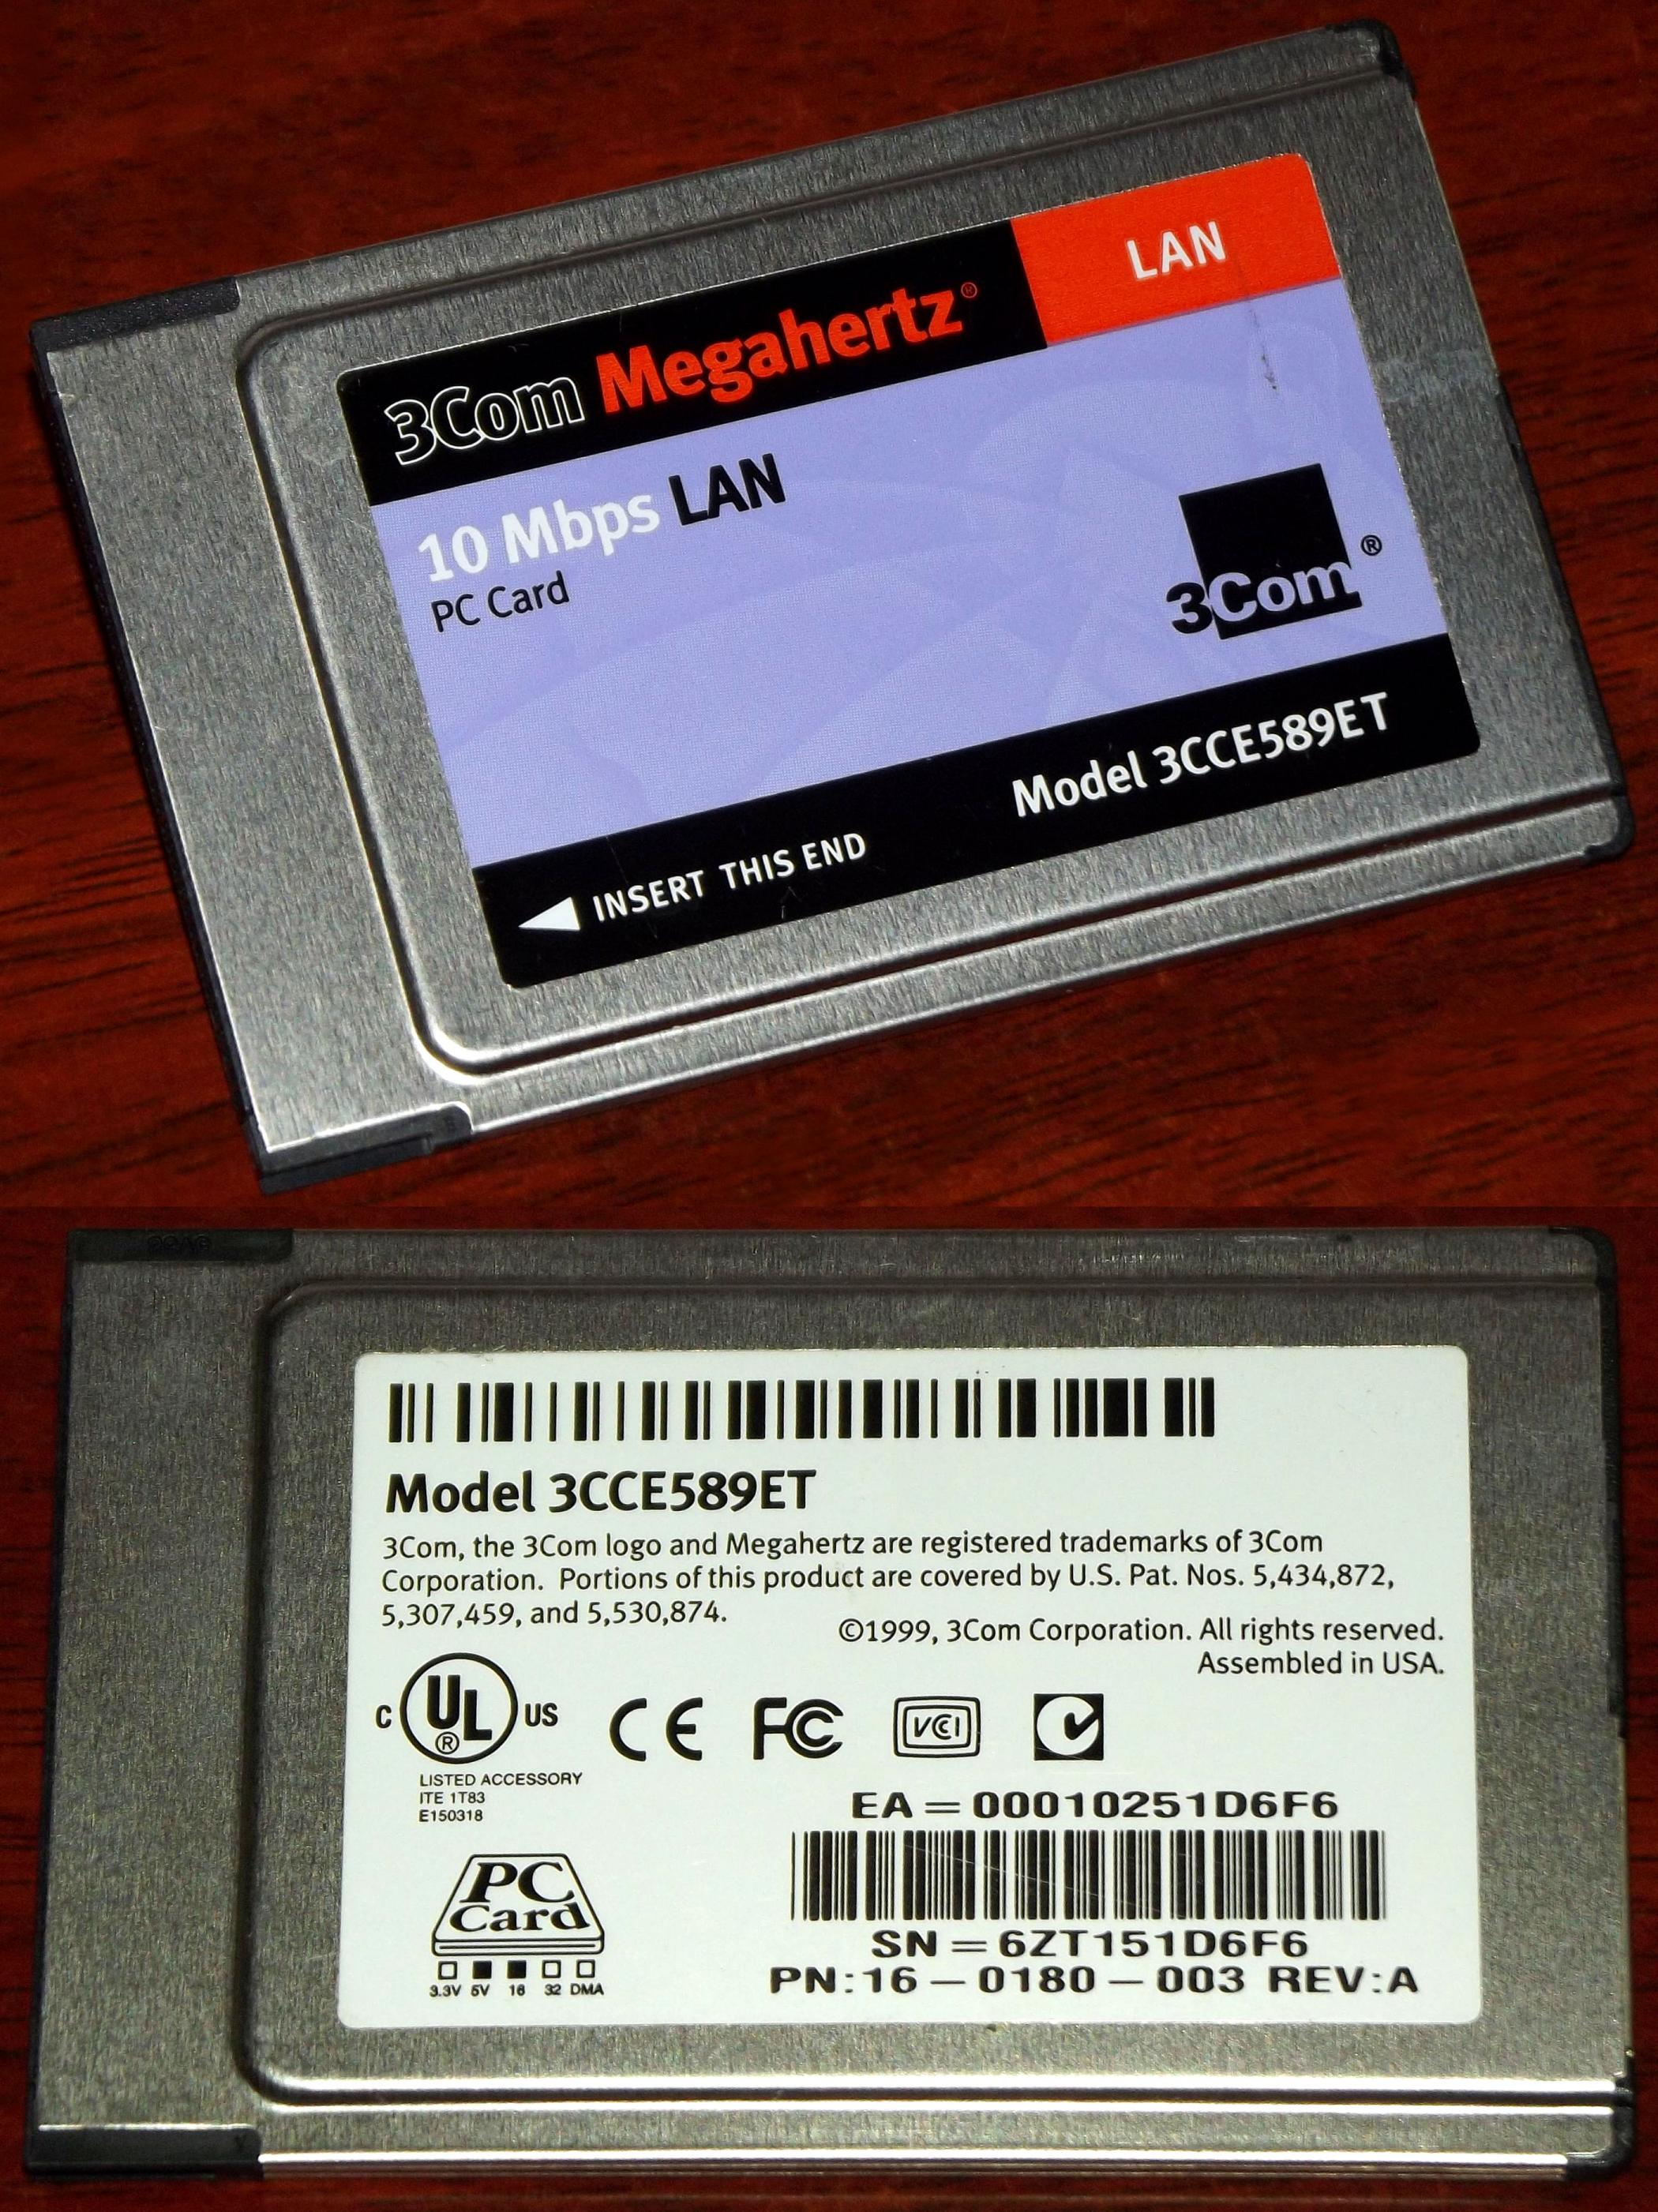 3Com Megahertz®
LAN
10 Mbps LAN
PC Card
3Com®
Model 3CCE589ET
INSERT THIS END
Model 3CCE589ET
3Com, the 3Com logo and Megahertz are registered trademarks of 3Com
Corporation. Portions of this product are covered by U.S. Pat. Nos. 5,434,872,
5,307,459, and 5,530,874.
©1999, 3Com Corporation. All rights reserved.
Assembled in USA.
C UL® US
CE FC VCI
LISTED ACCESSORY
ITE 1T83
E150318
EA=00010251D6F6
PC
Card
3.3V 5V 16 32 DMA
SN=6ZT151D6F6
PN:16-0180-003 REV:A